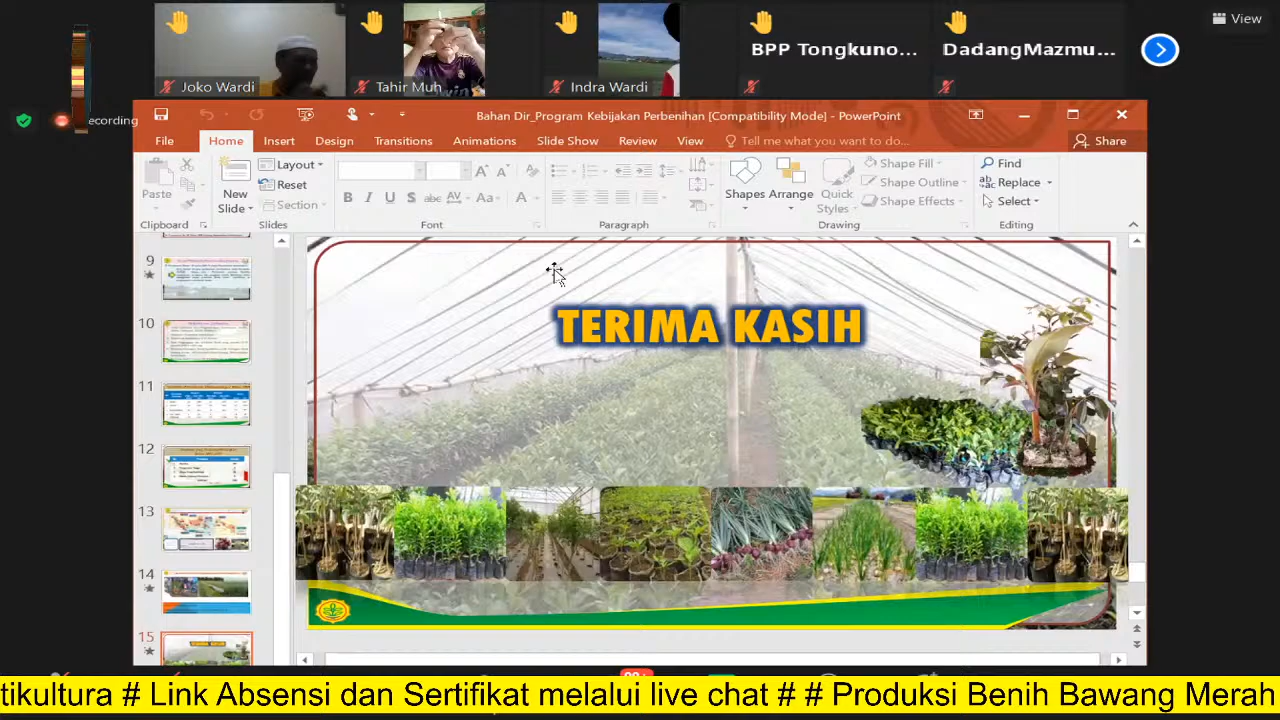 View
BPP Tongkuno...
DadangMazmu...
Joko Wardi
Tahir Muh
Indra Wardi
ecording
Bahan Dir_Program Kebijakan Perbenihan [Compatibility Mode] - PowerPoint
File Home Insert Design Transitions Animations Slide Show Review View Tell me what you want to do... Share
Paste
New Slide
Layout
Reset
Section
Shapes
Arrange
Quick Styles
Shape Fill
Shape Outline
Shape Effects
Find
Replace
Select
Clipboard Slides Font Paragraph Drawing Editing
9
10
11
12
13
14
15
TERIMA KASIH
tikultura # Link Absensi dan Sertifikat melalui live chat # # Produksi Benih Bawang Merah